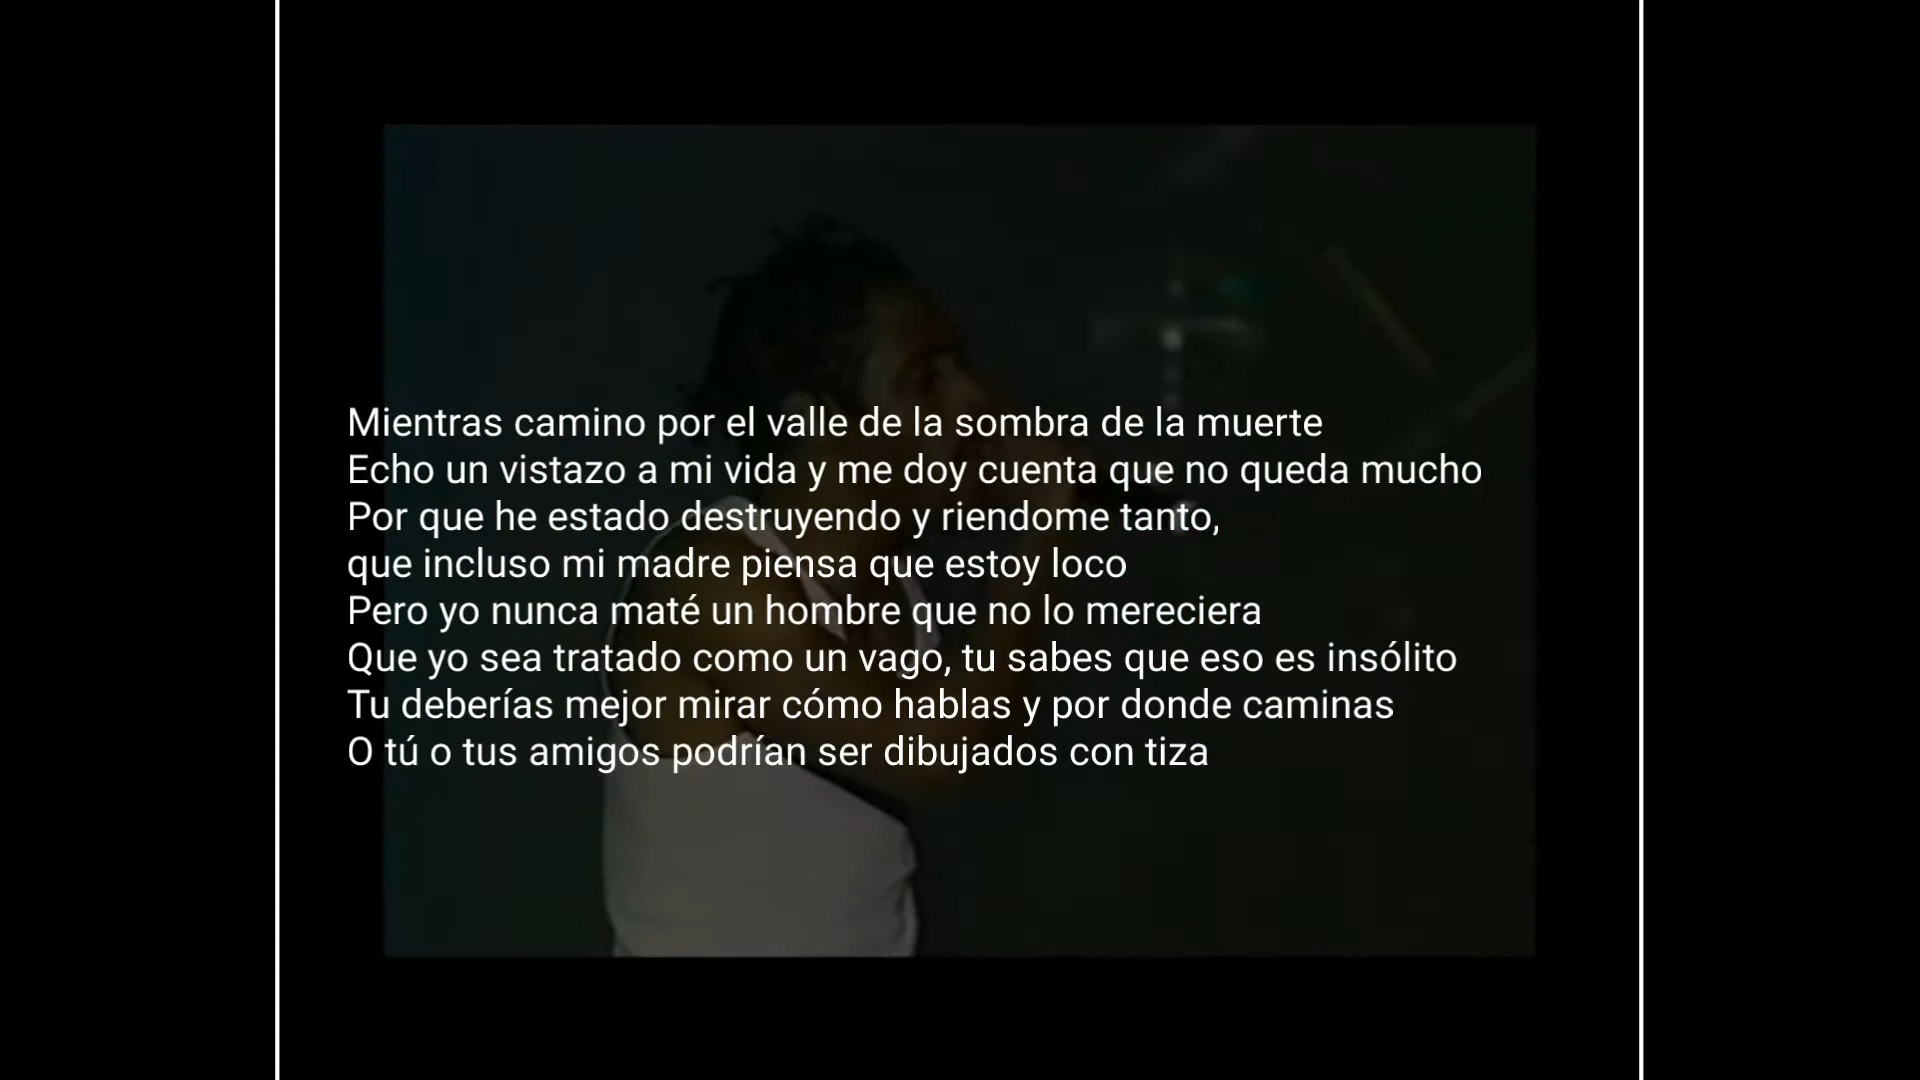 Mientras camino por el valle de la sombra de la muerte
Echo un vistazo a mi vida y me doy cuenta que no queda mucho
Por que he estado destruyendo y riendome tanto,
que incluso mi madre piensa que estoy loco
Pero yo nunca maté un hombre que no lo mereciera
Que yo sea tratado como un vago, tu sabes que eso es insólito
Tu deberías mejor mirar cómo hablas y por donde caminas
O tú o tus amigos podrían ser dibujados con tiza